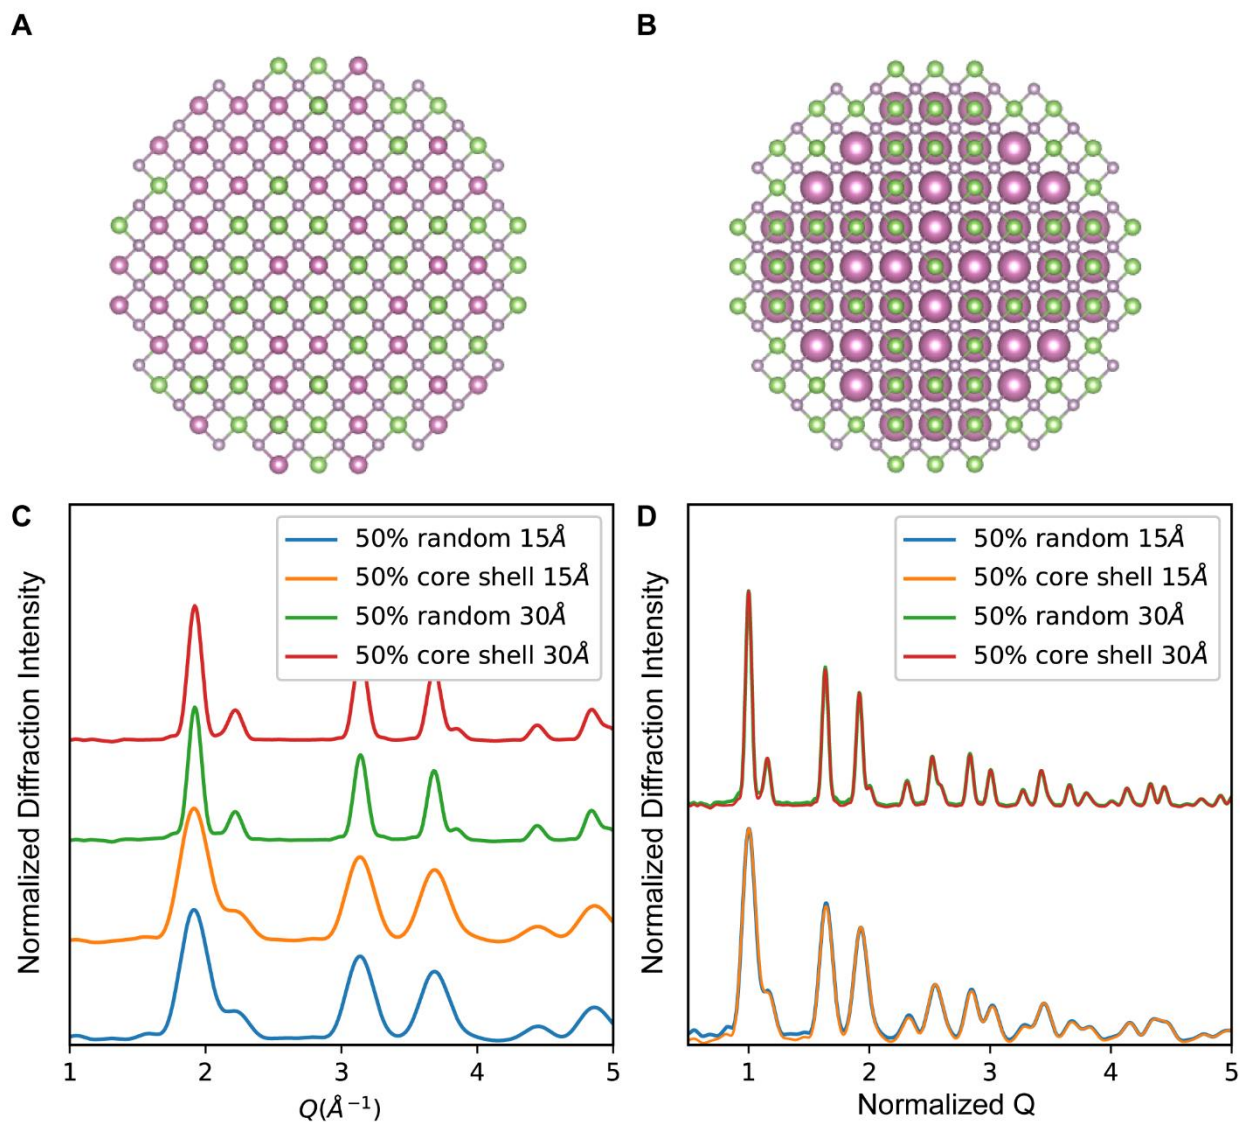 A
B
C
Normalized Diffraction Intensity
50% random 15Å
50% core shell 15Å
50% random 30Å
50% core shell 30Å
1
2
3
4
5
Q(Å⁻¹)
D
Normalized Diffraction Intensity
50% random 15Å
50% core shell 15Å
50% random 30Å
50% core shell 30Å
1
2
3
4
5
Normalized Q